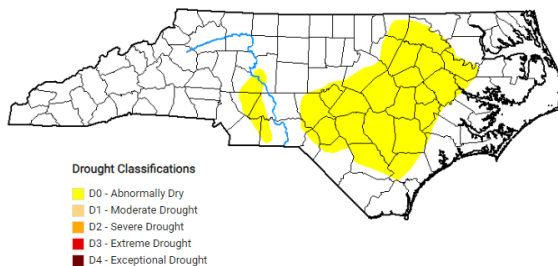 Drought Classifications
D0 - Abnormally Dry
D1 - Moderate Drought
D2 - Severe Drought
D3 - Extreme Drought
D4 - Exceptional Drought